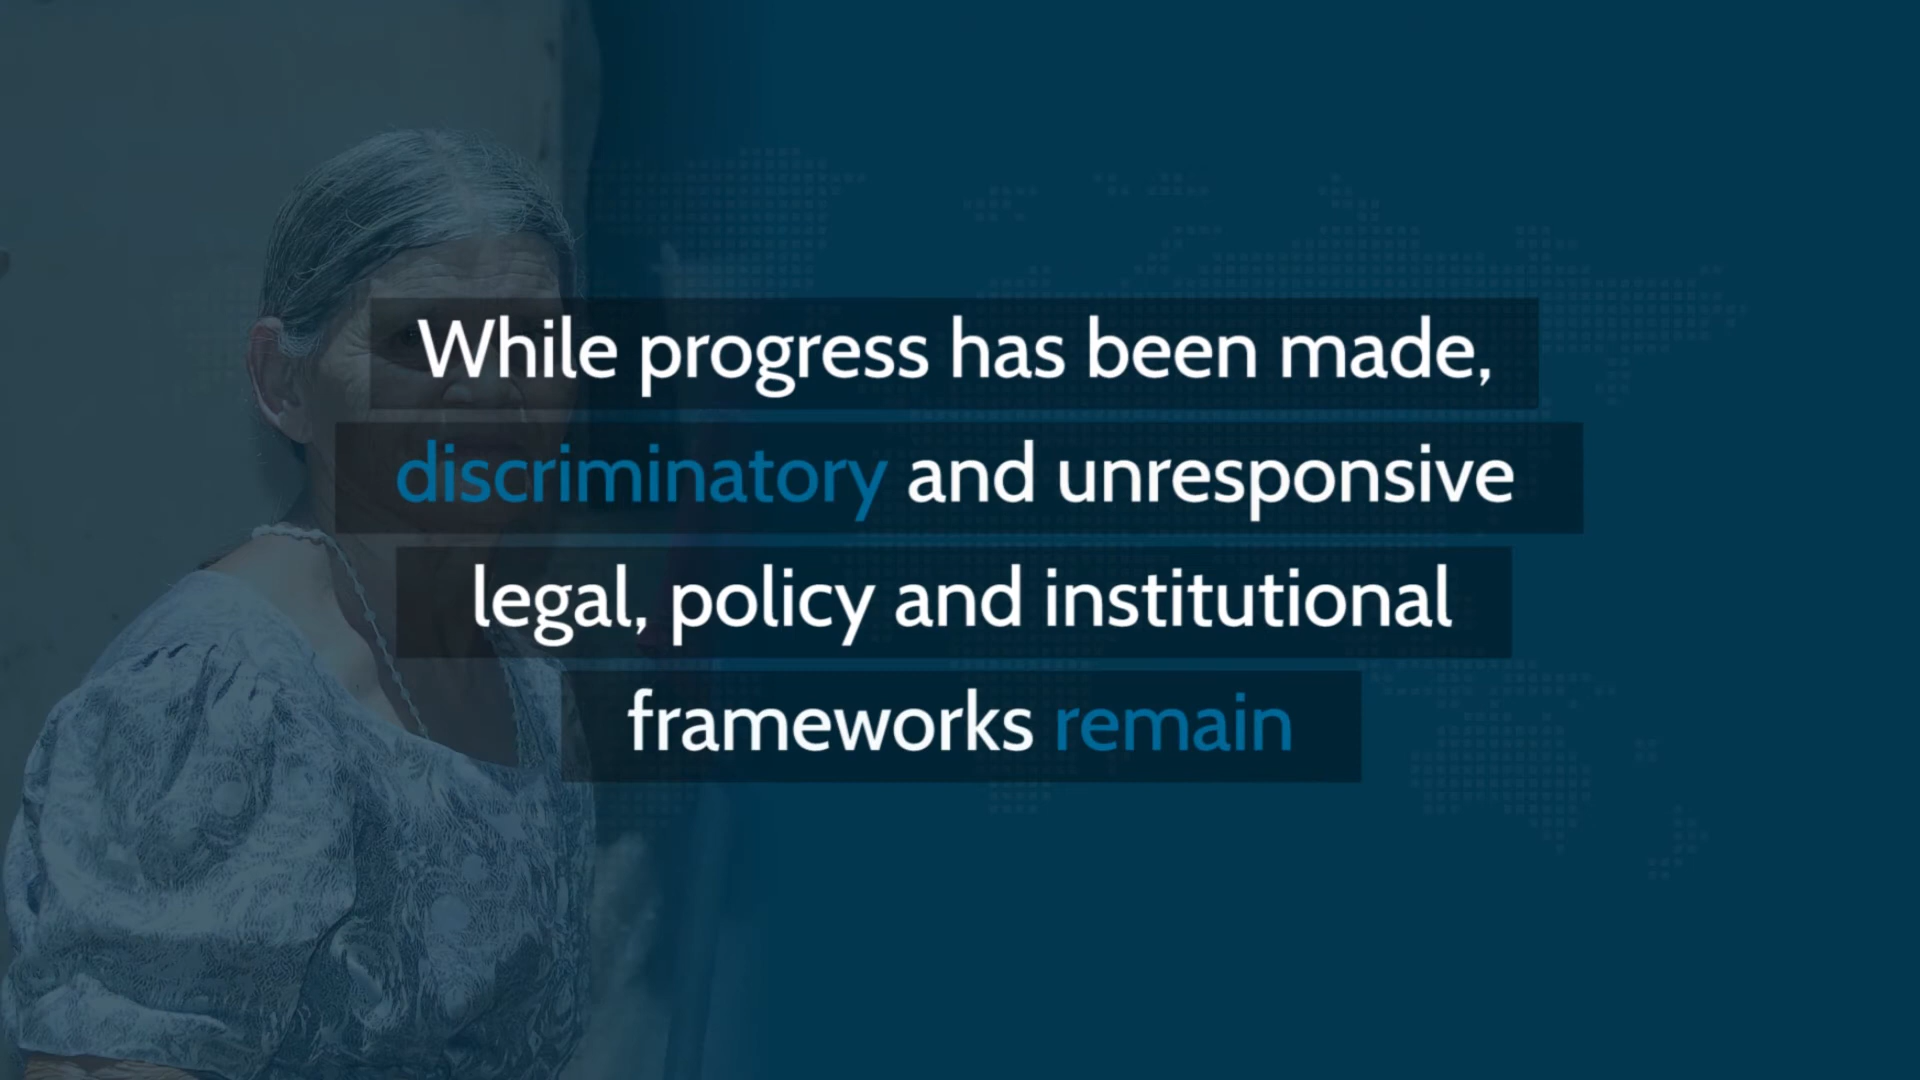 While progress has been made,
discriminatory and unresponsive
legal, policy and institutional
frameworks remain